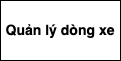 Quản lý dòng xe